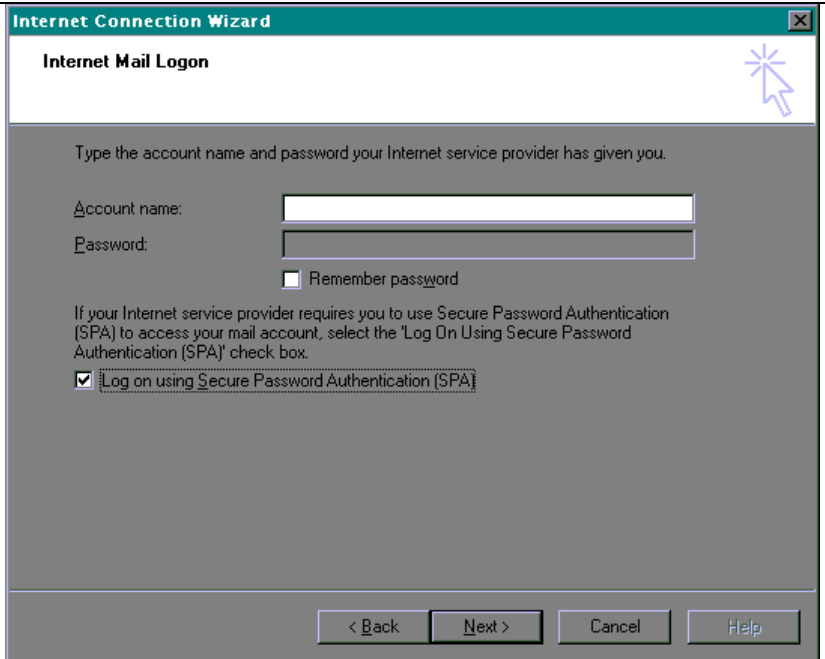 Internet Connection Wizard
Internet Mail Logon
Type the account name and password your Internet service provider has given you.
Account name:
Password:
Remember password
If your Internet service provider requires you to use Secure Password Authentication
(SPA) to access your mail account, select the 'Log On Using Secure Password
Authentication (SPA)' check box.
Log on using Secure Password Authentication (SPA)
< Back Next > Cancel Help